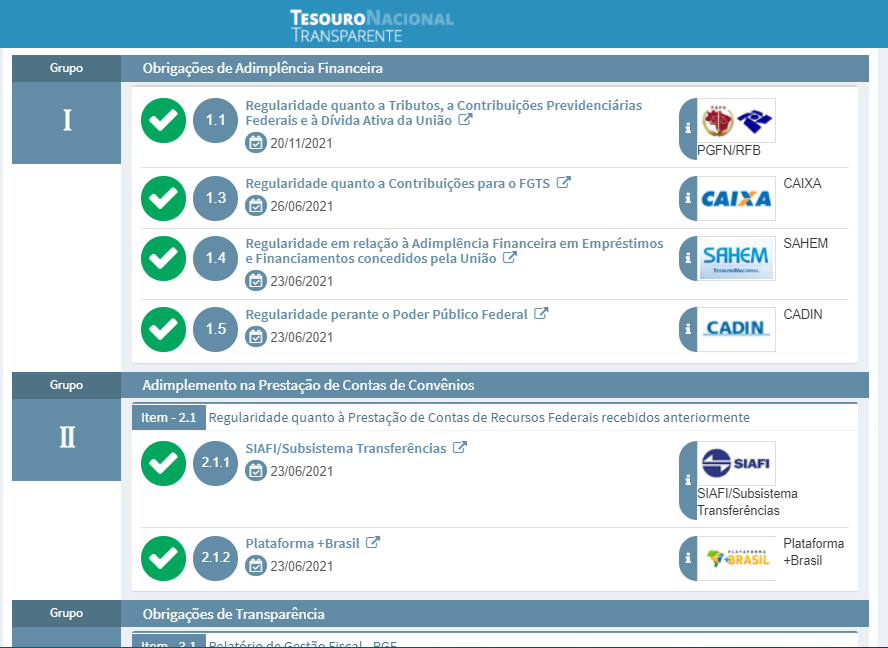 TESOURONACIONAL
TRANSPARENTE
Grupo
Obrigações de Adimplência Financeira
I
1.1
Regularidade quanto a Tributos, a Contribuições Previdenciárias
Federais e à Dívida Ativa da União
20/11/2021
i
PGFN
PGFN/RFB
1.3
Regularidade quanto a Contribuições para o FGTS
26/06/2021
i
CAIXA
CAIXA
1.4
Regularidade em relação à Adimplência Financeira em Empréstimos
e Financiamentos concedidos pela União
23/06/2021
i
SAHEM
TESOURONACIONAL
SAHEM
1.5
Regularidade perante o Poder Público Federal
23/06/2021
i
CADIN
CADIN
Grupo
Adimplemento na Prestação de Contas de Convênios
II
Item - 2.1
Regularidade quanto à Prestação de Contas de Recursos Federais recebidos anteriormente
2.1.1
SIAFI/Subsistema Transferências
23/06/2021
i
SIAFI
SIAFI/Subsistema
Transferências
2.1.2
Plataforma +Brasil
23/06/2021
i
PLATAFORMA
+BRASIL
Plataforma
+Brasil
Grupo
Obrigações de Transparência
Item - 3.1
Relatório de Gestão Fiscal - RGF